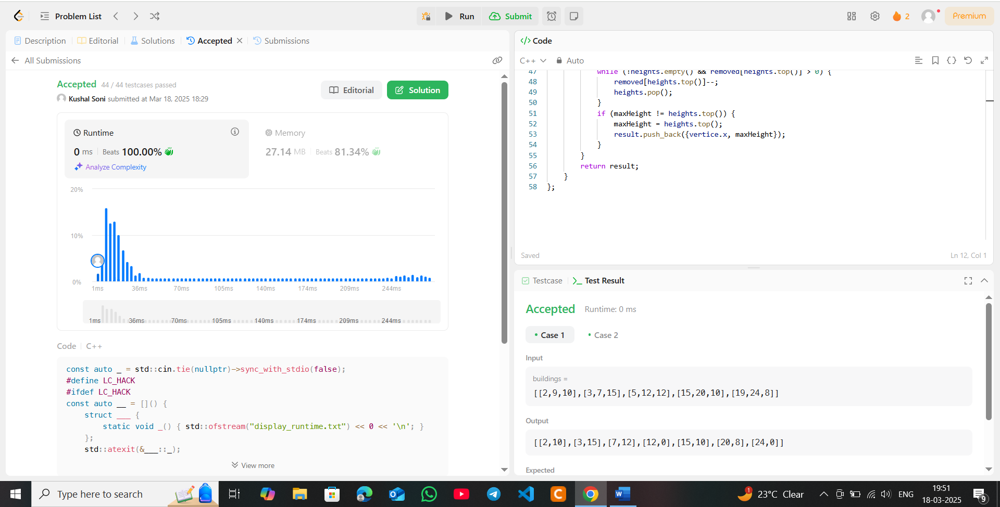 Problem List
Run
Submit
2
Premium
Description
Editorial
Solutions
Accepted
Submissions
All Submissions
Accepted 44 / 44 testcases passed
Kushal Soni submitted at Mar 18, 2025 18:29
Editorial
Solution
Runtime
0 ms Beats 100.00%
Analyze Complexity
Memory
27.14 MB Beats 81.34%
20%
10%
0%
1ms 36ms 70ms 105ms 140ms 174ms 209ms 244ms
1ms 36ms 70ms 105ms 140ms 174ms 209ms 244ms
Code C++
const auto _ = std::cin.tie(nullptr)->sync_with_stdio(false);
#define LC_HACK
#ifdef LC_HACK
const auto __ = []() {
    struct ___ {
        static void _() { std::ofstream("display_runtime.txt") << 0 << '\n'; }
    };
    std::atexit(&___::_);
View more
</> Code
C++ Auto
47 while (!heights.empty() && removed[heights.top()] > 0) {
48 removed[heights.top()]--;
49 heights.pop();
50 }
51 if (maxHeight != heights.top()) {
52 maxHeight = heights.top();
53 result.push_back({vertice.x, maxHeight});
54 }
55 }
56 return result;
57 }
58 };
Saved
Ln 12, Col 1
Testcase
Test Result
Accepted Runtime: 0 ms
Case 1
Case 2
Input
buildings =
[[2,9,10],[3,7,15],[5,12,12],[15,20,10],[19,24,8]]
Output
[[2,10],[3,15],[7,12],[12,0],[15,10],[20,8],[24,0]]
Expected
Type here to search
1
23°C Clear
ENG
19:51
18-03-2025
9